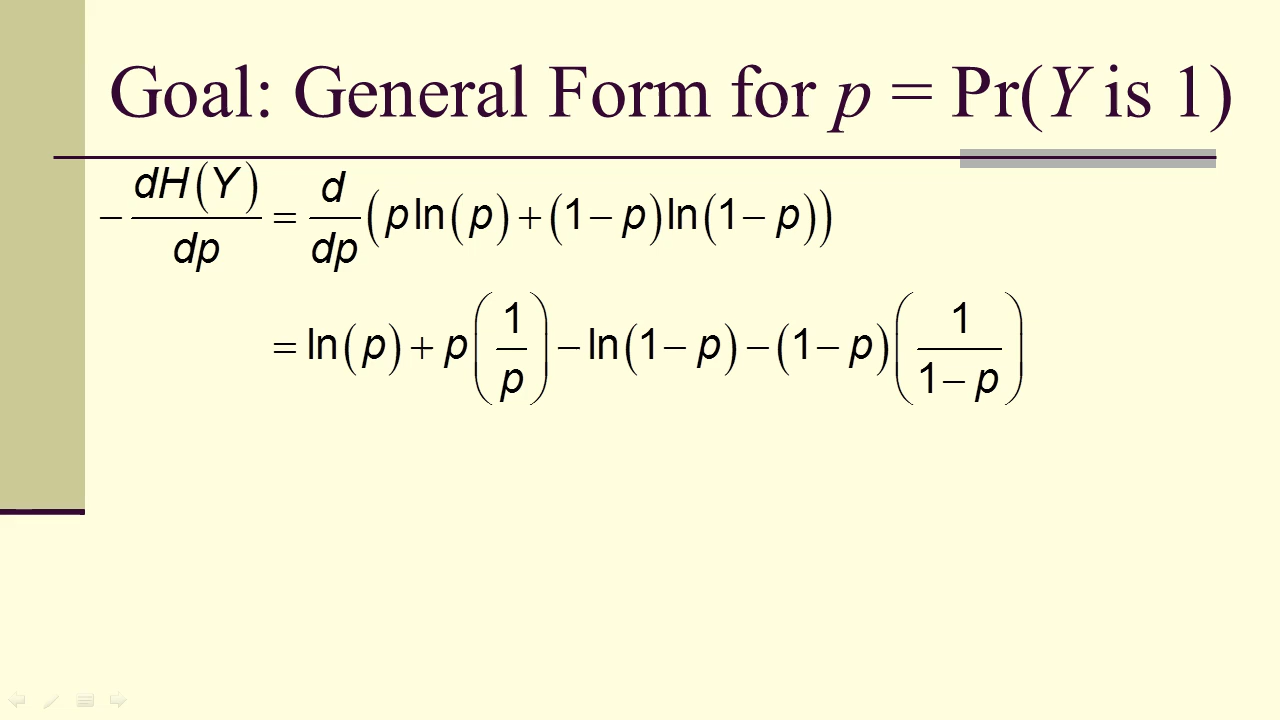 Goal: General Form for p = Pr(Y is 1)
−dH(Y)/dp = d/dp (p ln(p) + (1 − p) ln(1 − p))
= ln(p) + p(1/p) − ln(1 − p) − (1 − p)(1/(1 − p))